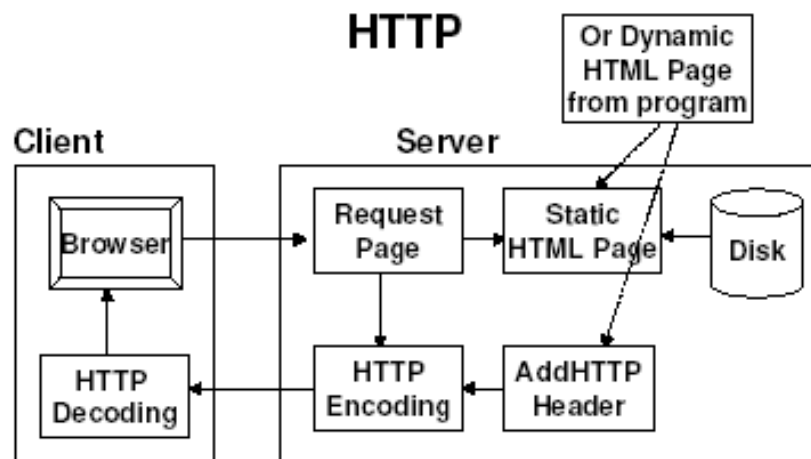 HTTP
Or Dynamic
HTML Page
from program
Client
Server
Browser
Request
Page
Static
HTML Page
Disk
HTTP
Decoding
HTTP
Encoding
AddHTTP
Header